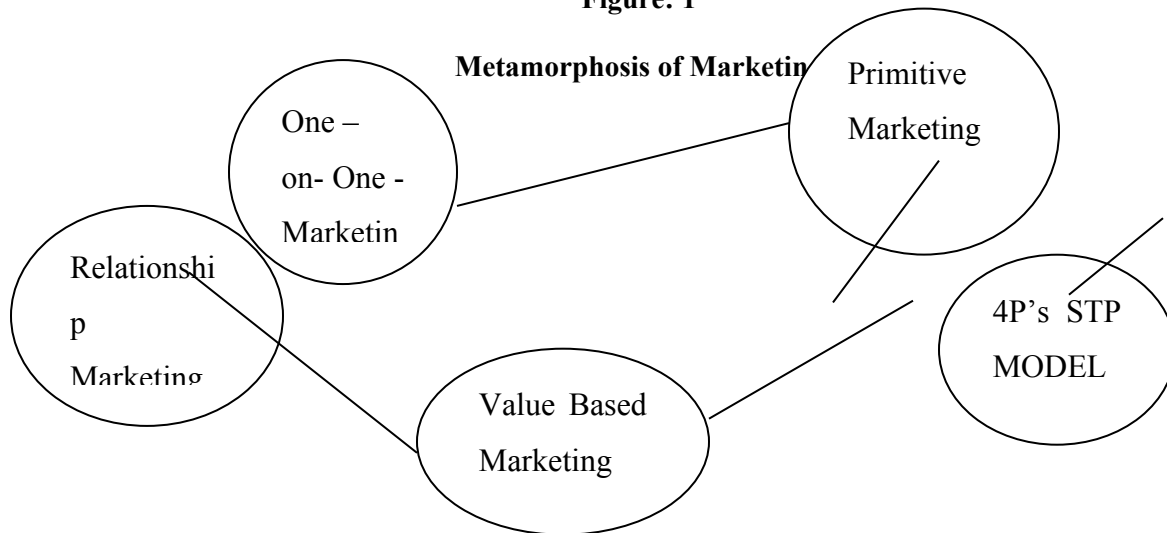 Figure: 1
Metamorphosis of Marketin
Primitive
Marketing
One –
on- One -
Marketin
Relationshi
p
Marketing
4P's STP
MODEL
Value Based
Marketing